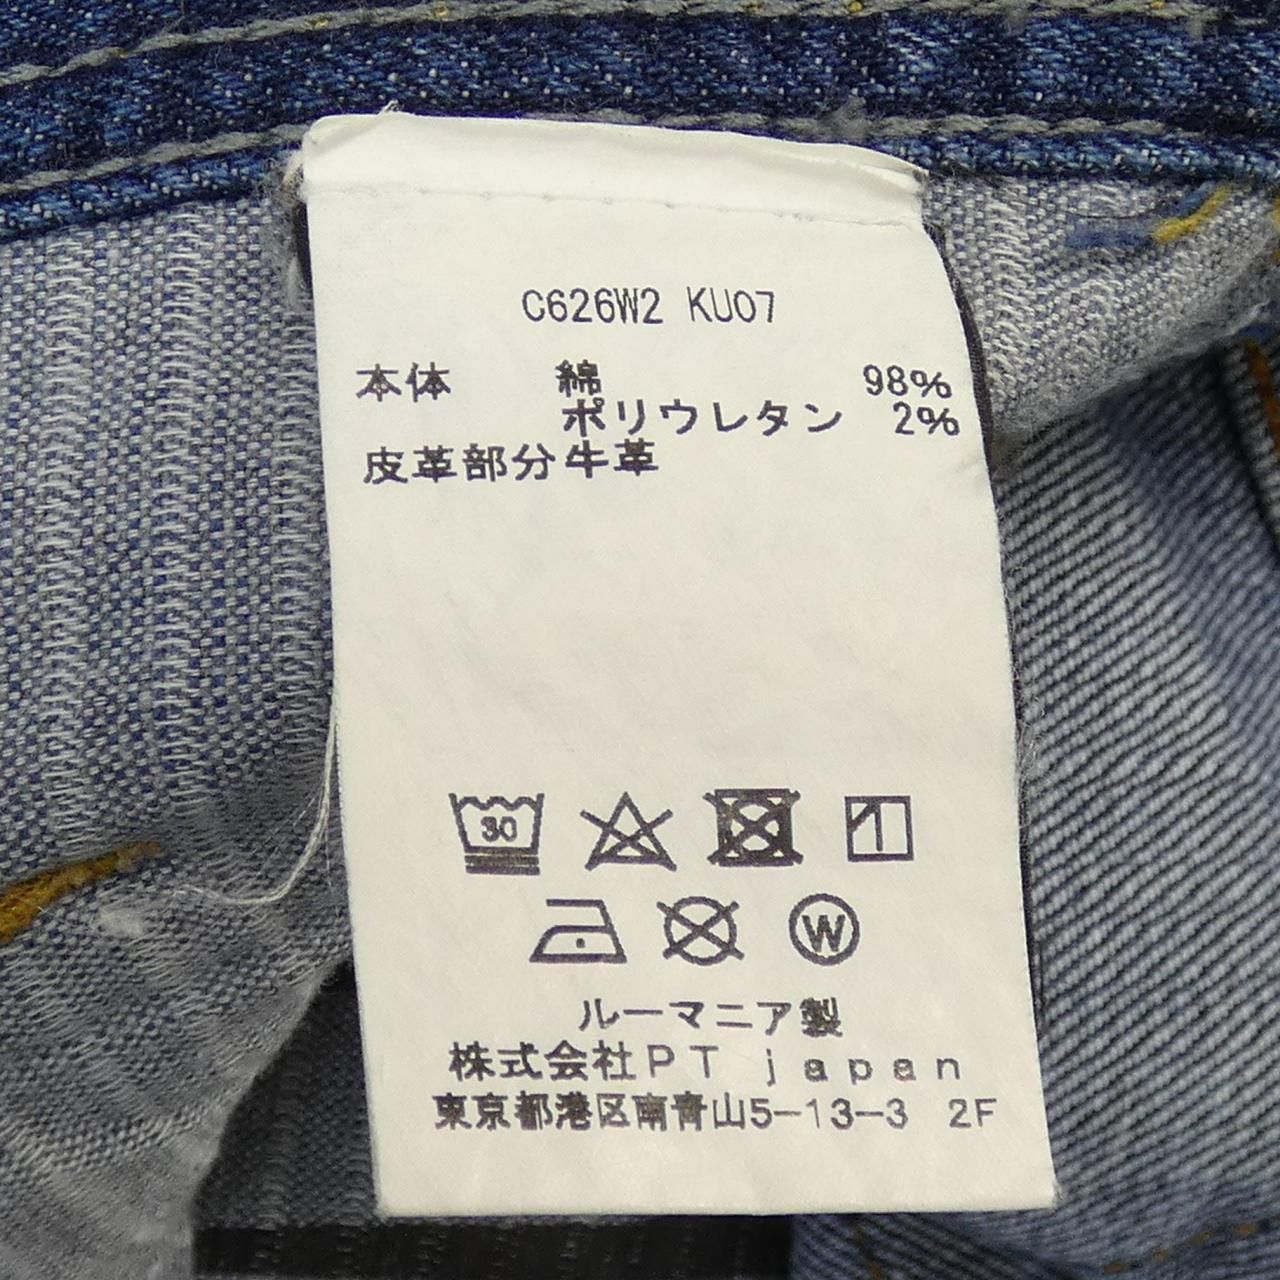 C626W2 KU07
本体 綿 98%
ポリウレタン 2%
皮革部分牛革
30
W
ルーマニア製
株式会社PT japan
東京都港区南青山5-13-3 2F